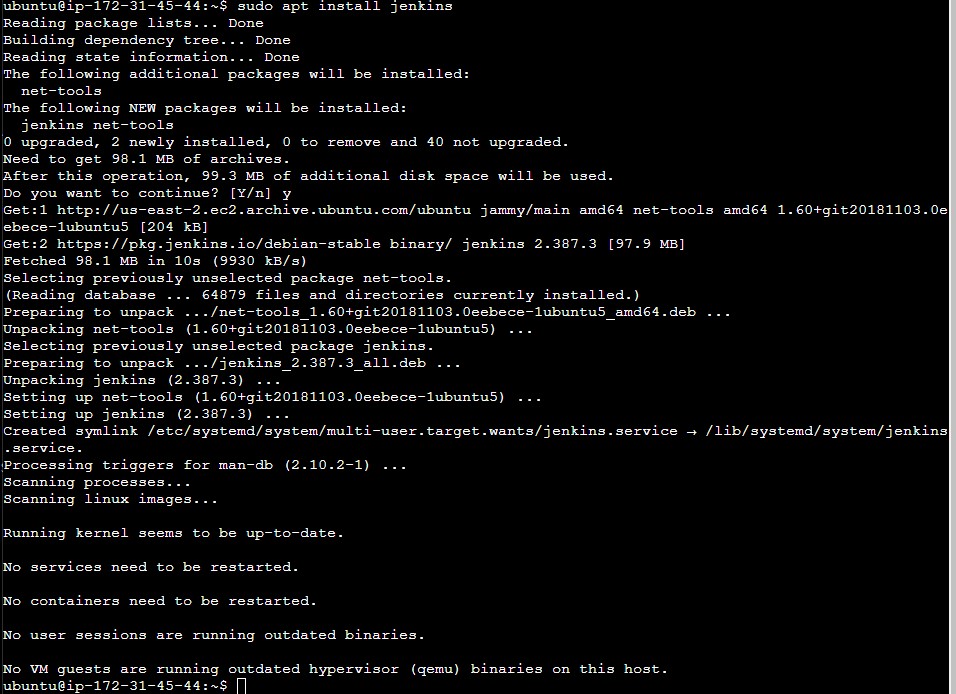 ubuntu@ip-172-31-45-44:~$ sudo apt install jenkins
Reading package lists... Done
Building dependency tree... Done
Reading state information... Done
The following additional packages will be installed:
  net-tools
The following NEW packages will be installed:
  jenkins net-tools
0 upgraded, 2 newly installed, 0 to remove and 40 not upgraded.
Need to get 98.1 MB of archives.
After this operation, 99.3 MB of additional disk space will be used.
Do you want to continue? [Y/n] y
Get:1 http://us-east-2.ec2.archive.ubuntu.com/ubuntu jammy/main amd64 net-tools amd64 1.60+git20181103.0e
ebece-1ubuntu5 [204 kB]
Get:2 https://pkg.jenkins.io/debian-stable binary/ jenkins 2.387.3 [97.9 MB]
Fetched 98.1 MB in 10s (9930 kB/s)
Selecting previously unselected package net-tools.
(Reading database ... 64879 files and directories currently installed.)
Preparing to unpack .../net-tools_1.60+git20181103.0eebece-1ubuntu5_amd64.deb ...
Unpacking net-tools (1.60+git20181103.0eebece-1ubuntu5) ...
Selecting previously unselected package jenkins.
Preparing to unpack .../jenkins_2.387.3_all.deb ...
Unpacking jenkins (2.387.3) ...
Setting up net-tools (1.60+git20181103.0eebece-1ubuntu5) ...
Setting up jenkins (2.387.3) ...
Created symlink /etc/systemd/system/multi-user.target.wants/jenkins.service → /lib/systemd/system/jenkins
.service.
Processing triggers for man-db (2.10.2-1) ...
Scanning processes...
Scanning linux images...
Running kernel seems to be up-to-date.
No services need to be restarted.
No containers need to be restarted.
No user sessions are running outdated binaries.
No VM guests are running outdated hypervisor (qemu) binaries on this host.
ubuntu@ip-172-31-45-44:~$